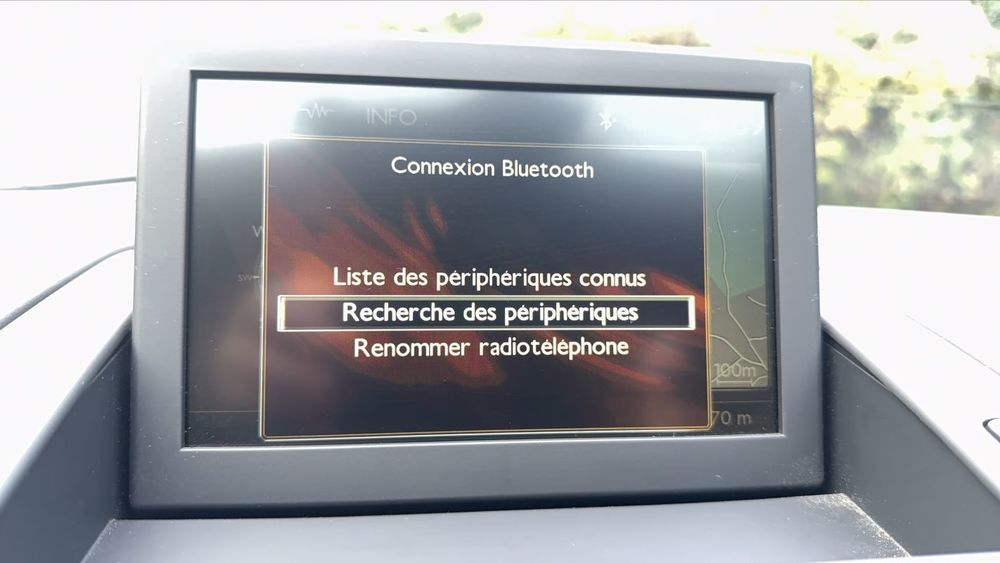 INFO
Connexion Bluetooth
Liste des périphériques connus
Recherche des périphériques
Renommer radiotéléphone
100m
70 m